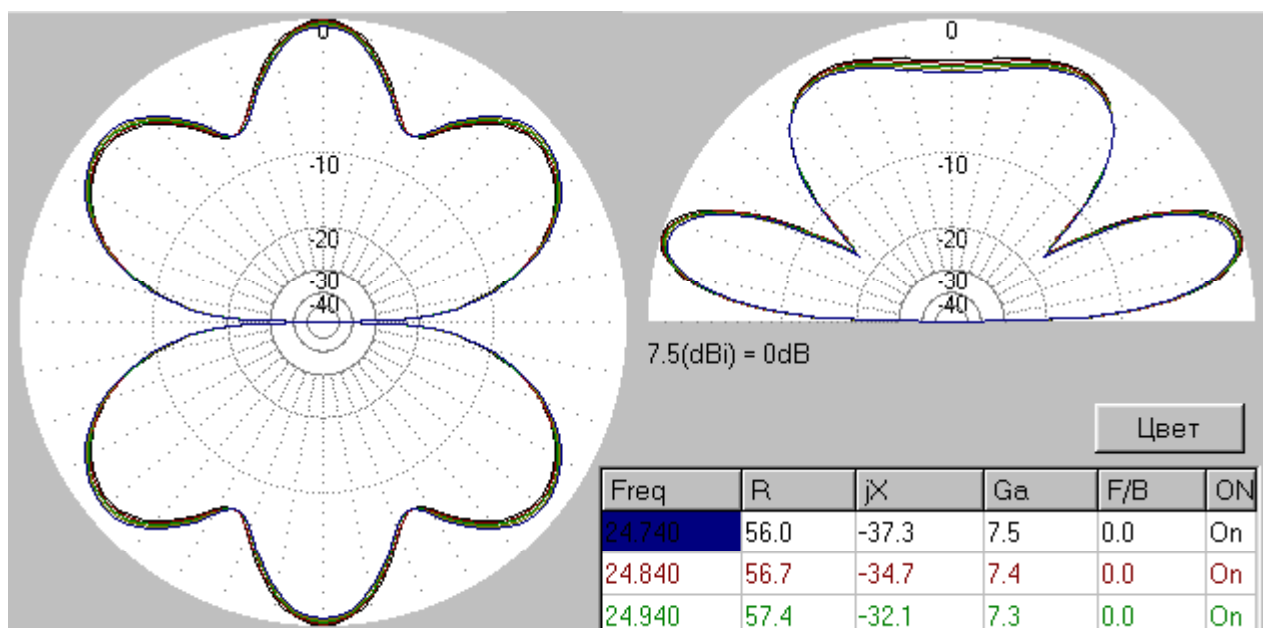 0
-10
-20
-30
-40
0
-10
-20
-30
-40
7.5(dBi) = 0dB
Цвет
Freq R jX Ga F/B ON
24.740 56.0 -37.3 7.5 0.0 On
24.840 56.7 -34.7 7.4 0.0 On
24.940 57.4 -32.1 7.3 0.0 On